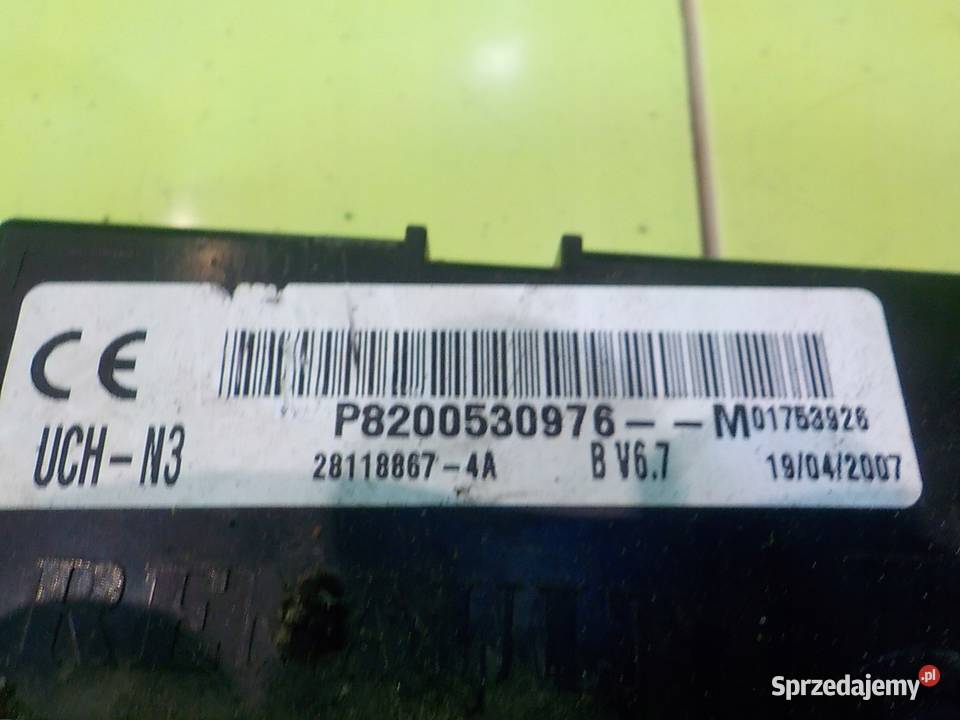 CE
P8200530976--M01753926
UCH-N3
28118867-4A
B V6.7
19/04/2007
Sprzedajemy.pl